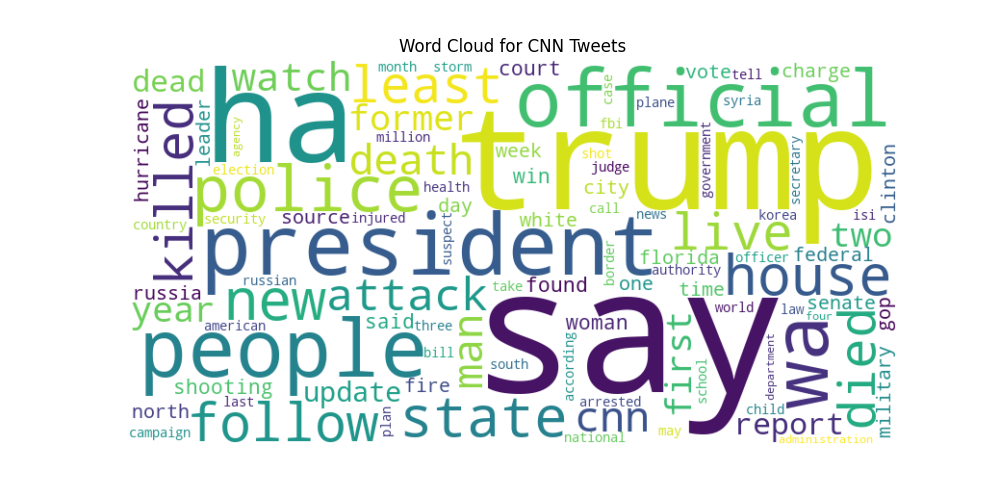 Word Cloud for CNN Tweets
dead
watch
least
month
storm
court
official
case
vote
tell
charge
plane
syria
ha
trump
hurricane
killed
leader
agency
former
million
fbi
government
secretary
clinton
death
week
shot
judge
election
police
health
win
city
day
call
country
security
source
injured
suspect
white
news
korea
isi
president
border
live
two
florida
officer
federal
authority
house
russian
russia
new
attack
take
found
one
time
year
say
world
senate
law
four
gop
american
said
three
man
woman
first
wa
died
military
people
bill
south
according
school
department
shooting
update
fire
north
last
follow
plan
state
arrested
cnn
child
report
campaign
national
may
administration